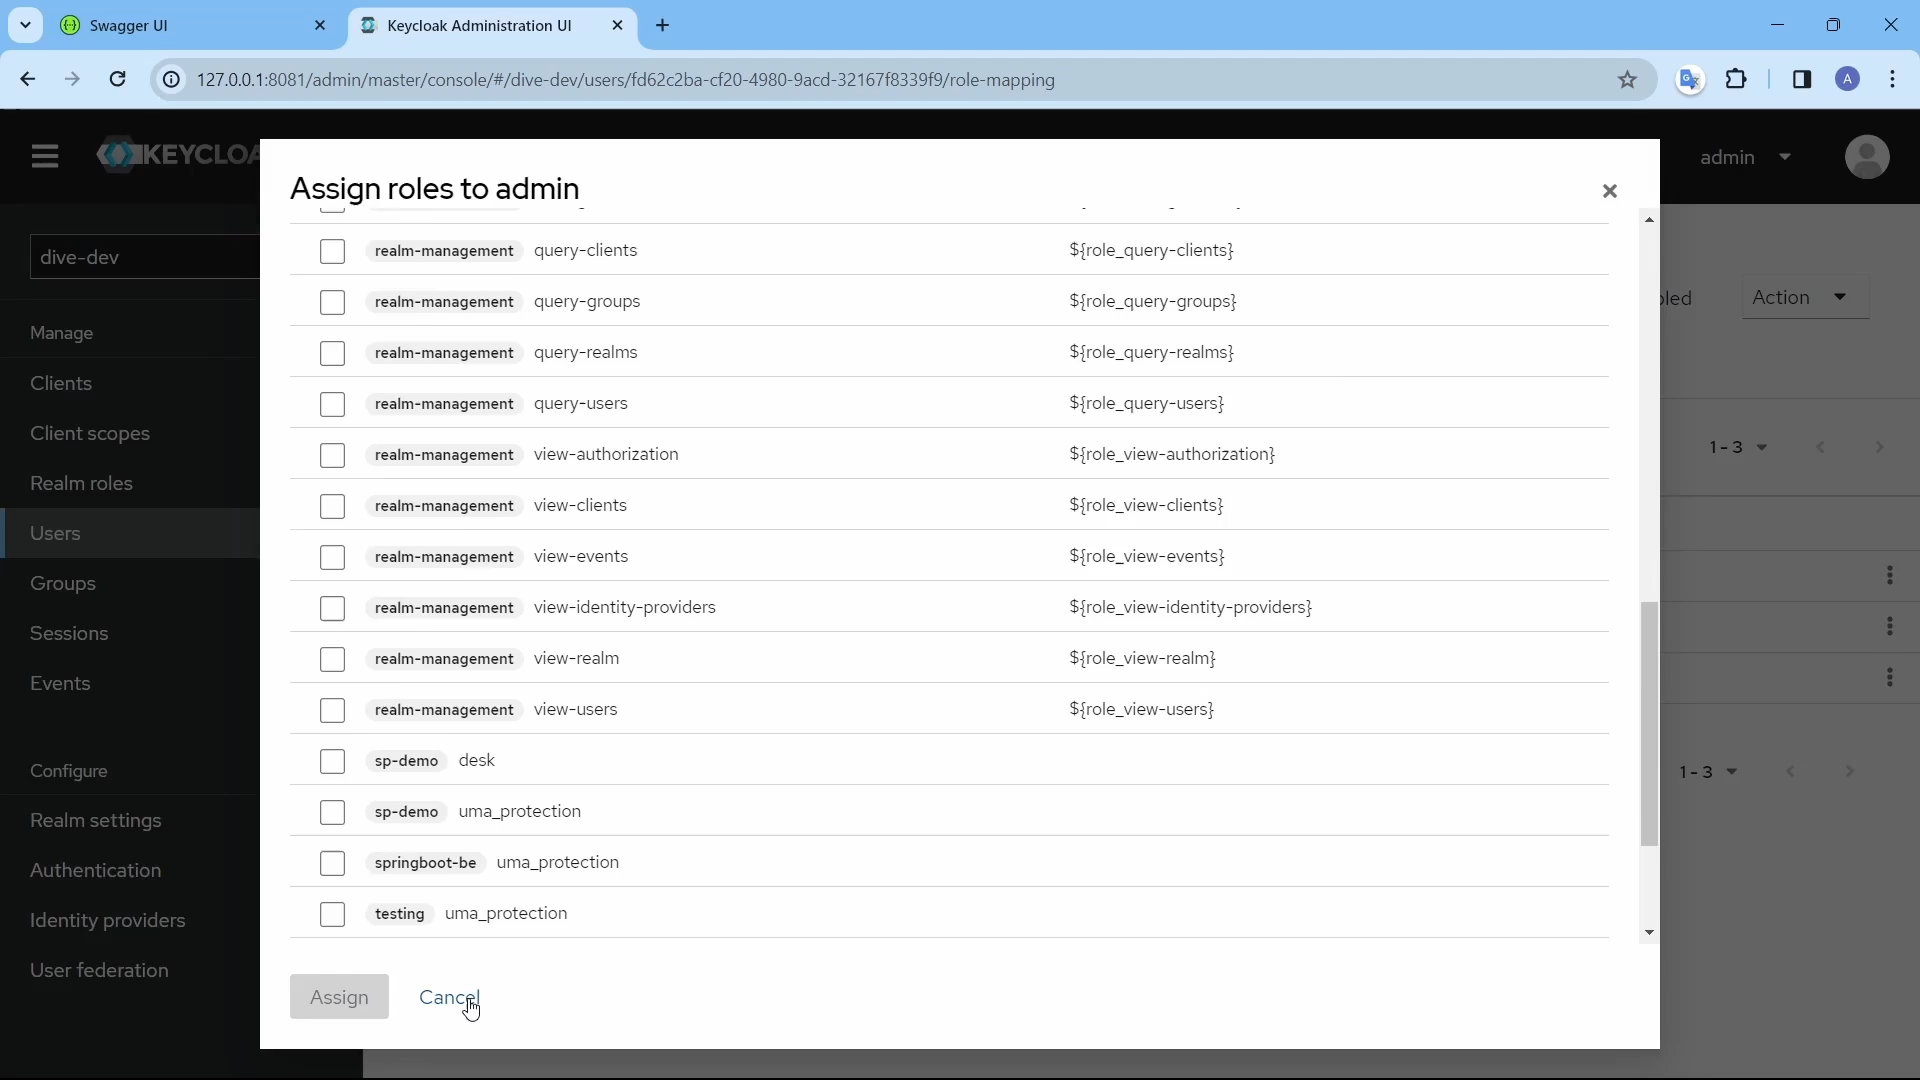 Swagger UI
Keycloak Administration UI
127.0.0.1:8081/admin/master/console/#/dive-dev/users/fd62c2ba-cf20-4980-9acd-32167f8339f9/role-mapping
A
KEYCLOA
admin
Assign roles to admin
dive-dev
Manage
Clients
Client scopes
Realm roles
Users
Groups
Sessions
Events
Configure
Realm settings
Authentication
Identity providers
User federation
realm-management query-clients ${role_query-clients}
realm-management query-groups ${role_query-groups}
realm-management query-realms ${role_query-realms}
realm-management query-users ${role_query-users}
realm-management view-authorization ${role_view-authorization}
realm-management view-clients ${role_view-clients}
realm-management view-events ${role_view-events}
realm-management view-identity-providers ${role_view-identity-providers}
realm-management view-realm ${role_view-realm}
realm-management view-users ${role_view-users}
sp-demo desk
sp-demo uma_protection
springboot-be uma_protection
testing uma_protection
Assign
Cancel
bled
Action
1 - 3
1 - 3